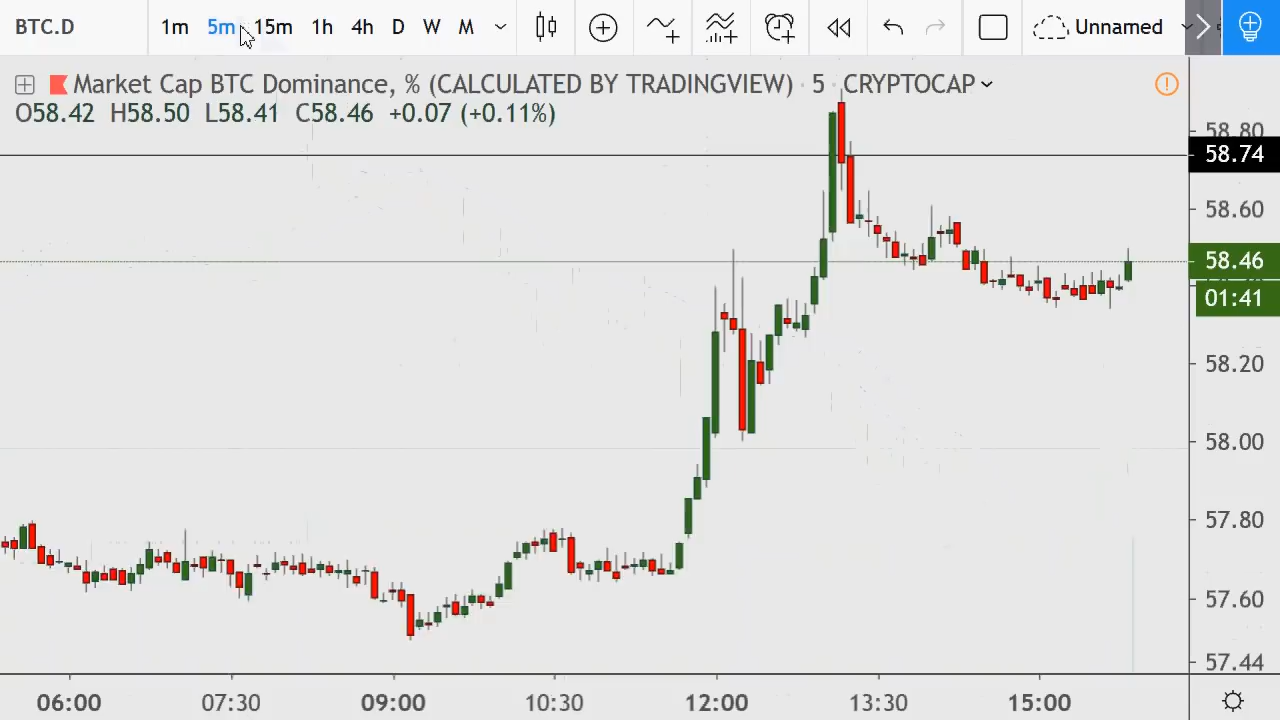 BTC.D 1m 5m 15m 1h 4h D W M Unnamed
Market Cap BTC Dominance, % (CALCULATED BY TRADINGVIEW) · 5 · CRYPTOCAP
O58.42 H58.50 L58.41 C58.46 +0.07 (+0.11%)
58.80
58.74
58.60
58.46
01:41
58.20
58.00
57.80
57.60
57.44
06:00 07:30 09:00 10:30 12:00 13:30 15:00